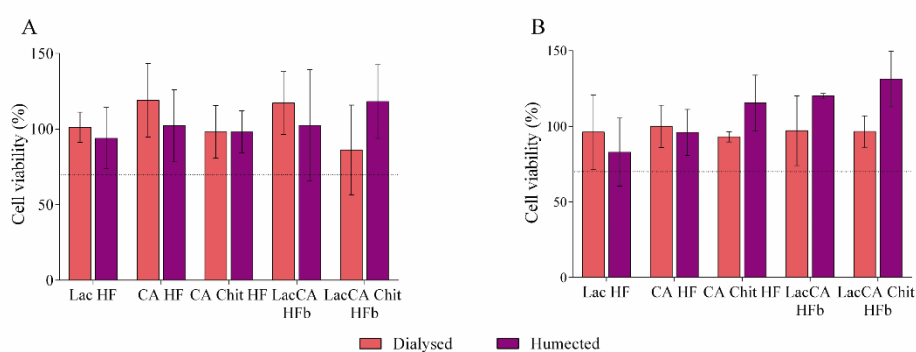 A
Cell viability (%)
150
100
50
0
Lac HF
CA HF
CA Chit HF
LacCA
HFb
LacCA Chit
HFb
B
Cell viability (%)
150
100
50
0
Lac HF
CA HF
CA Chit HF
LacCA
HFb
LacCA Chit
HFb
Dialysed
Humected